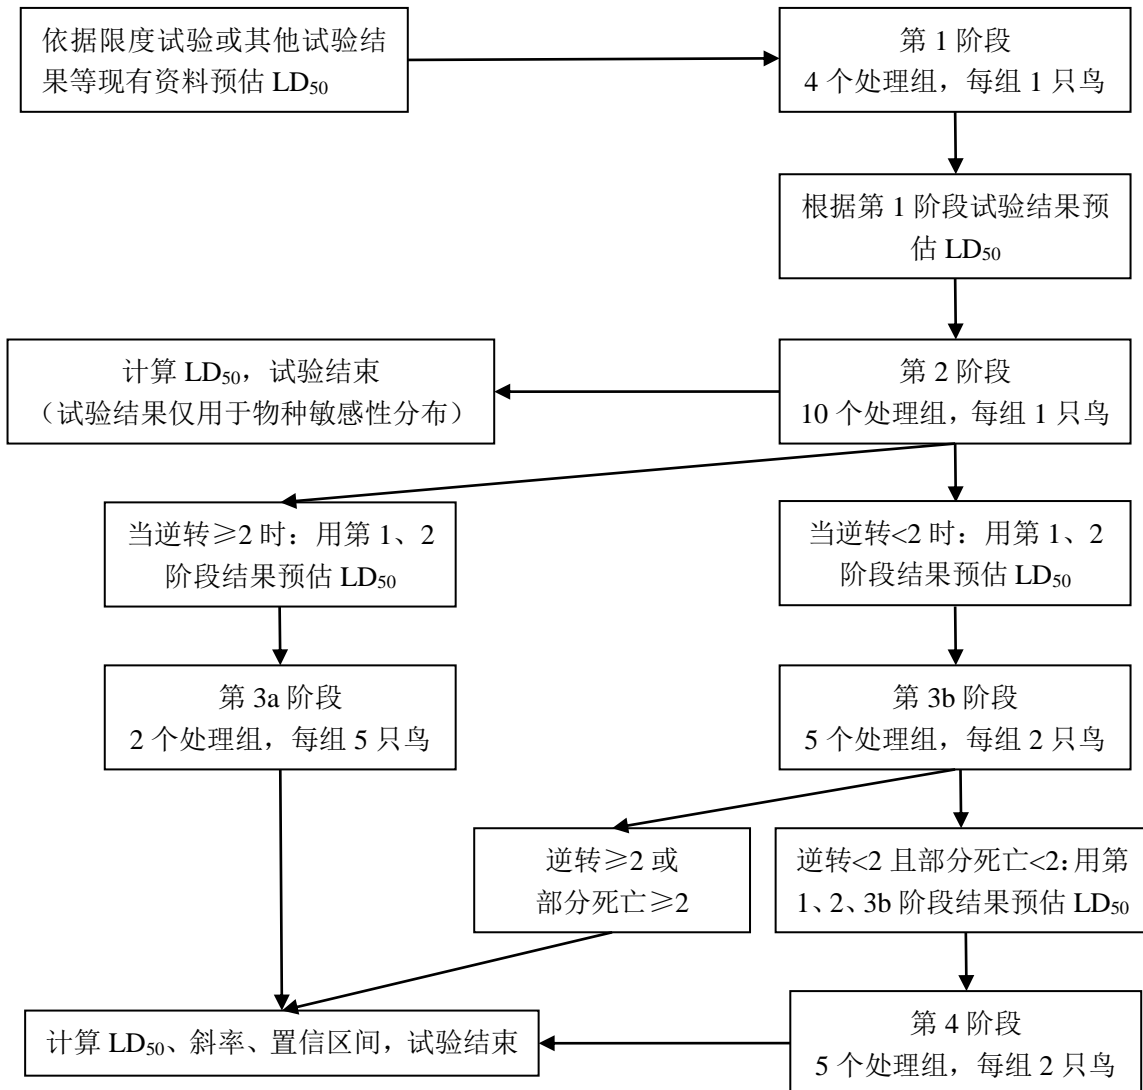 依据限度试验或其他试验结
果等现有资料预估 LD₅₀
第 1 阶段
4 个处理组，每组 1 只鸟
根据第 1 阶段试验结果预
估 LD₅₀
第 2 阶段
10 个处理组，每组 1 只鸟
计算 LD₅₀，试验结束
（试验结果仅用于物种敏感性分布）
当逆转≥2 时：用第 1、2
阶段结果预估 LD₅₀
当逆转<2 时：用第 1、2
阶段结果预估 LD₅₀
第 3a 阶段
2 个处理组，每组 5 只鸟
第 3b 阶段
5 个处理组，每组 2 只鸟
逆转≥2 或
部分死亡≥2
逆转<2 且部分死亡<2：用第
1、2、3b 阶段结果预估 LD₅₀
计算 LD₅₀、斜率、置信区间，试验结束
第 4 阶段
5 个处理组，每组 2 只鸟